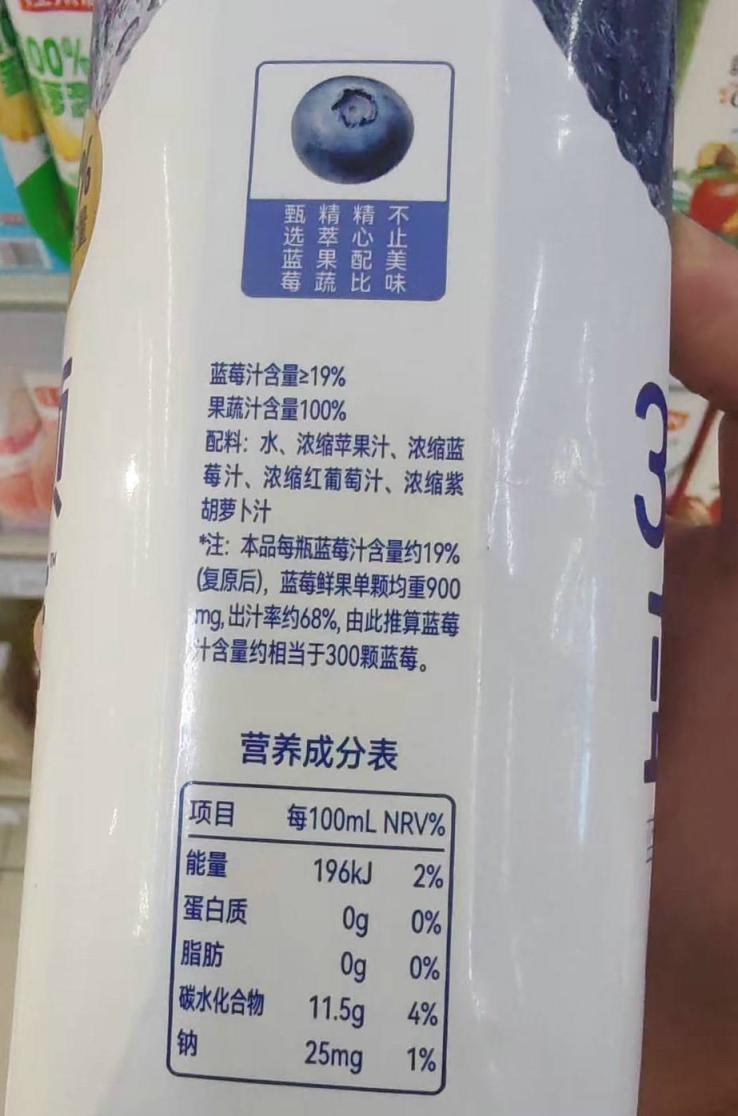 100%
不止美味
精心配比
精萃果蔬
甄选蓝莓
蓝莓汁含量≥19%
果蔬汁含量100%
配料：水、浓缩苹果汁、浓缩蓝
莓汁、浓缩红葡萄汁、浓缩紫
胡萝卜汁
*注：本品每瓶蓝莓汁含量约19%
(复原后)，蓝莓鲜果单颗均重900
mg,出汁率约68%,由此推算蓝莓
汁含量约相当于300颗蓝莓。
营养成分表
项目 每100mL NRV%
能量 196kJ 2%
蛋白质 0g 0%
脂肪 0g 0%
碳水化合物 11.5g 4%
钠 25mg 1%